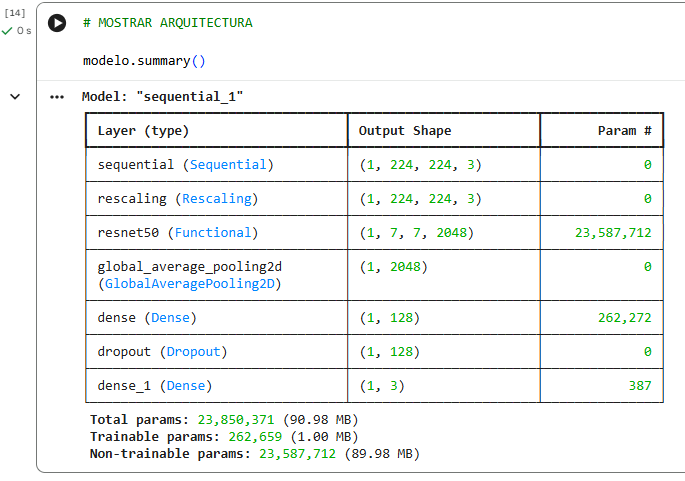 [14]
0 s
# MOSTRAR ARQUITECTURA
modelo.summary()
Model: "sequential_1"
Layer (type) Output Shape Param #
sequential (Sequential) (1, 224, 224, 3) 0
rescaling (Rescaling) (1, 224, 224, 3) 0
resnet50 (Functional) (1, 7, 7, 2048) 23,587,712
global_average_pooling2d (1, 2048) 0
(GlobalAveragePooling2D)
dense (Dense) (1, 128) 262,272
dropout (Dropout) (1, 128) 0
dense_1 (Dense) (1, 3) 387
Total params: 23,850,371 (90.98 MB)
Trainable params: 262,659 (1.00 MB)
Non-trainable params: 23,587,712 (89.98 MB)